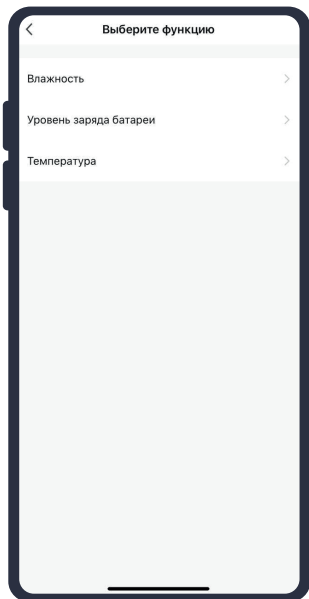 Выберите функцию
Влажность
Уровень заряда батареи
Температура